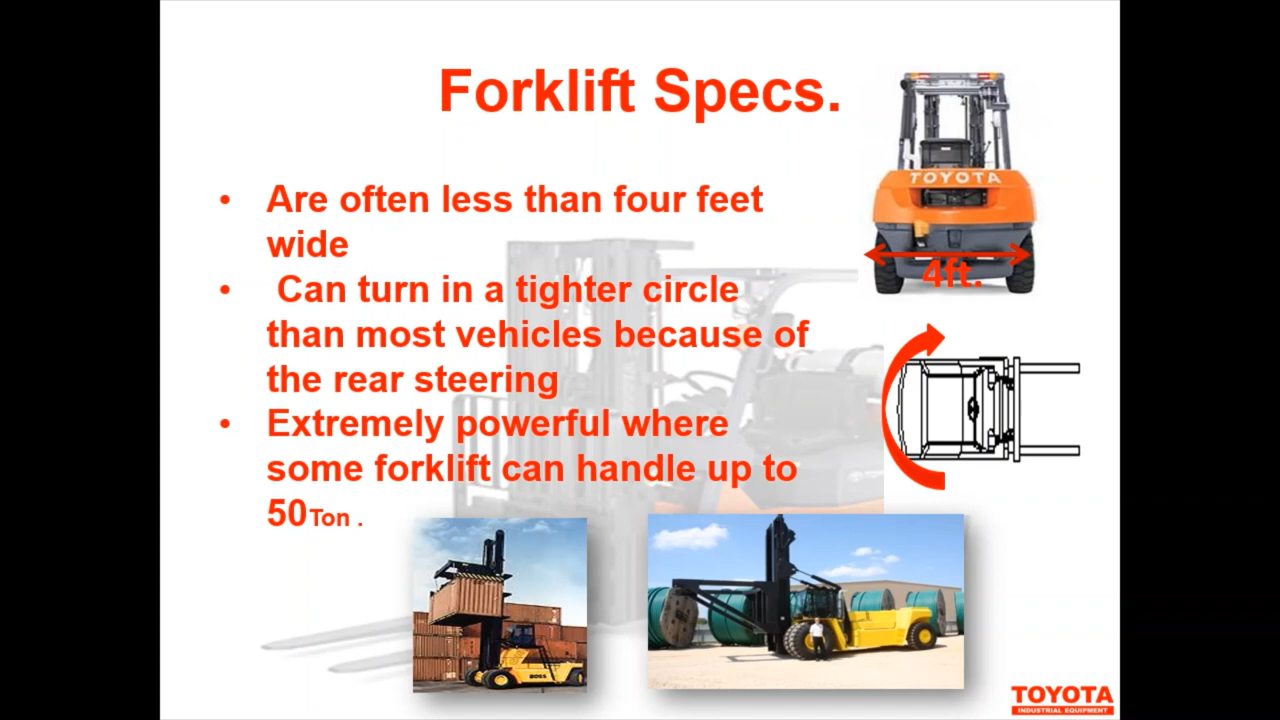 Forklift Specs.
TOYOTA
4ft.
• Are often less than four feet
wide
• Can turn in a tighter circle
than most vehicles because of
the rear steering
• Extremely powerful where
some forklift can handle up to
50Ton .
BOSS
TOYOTA
INDUSTRIAL EQUIPMENT